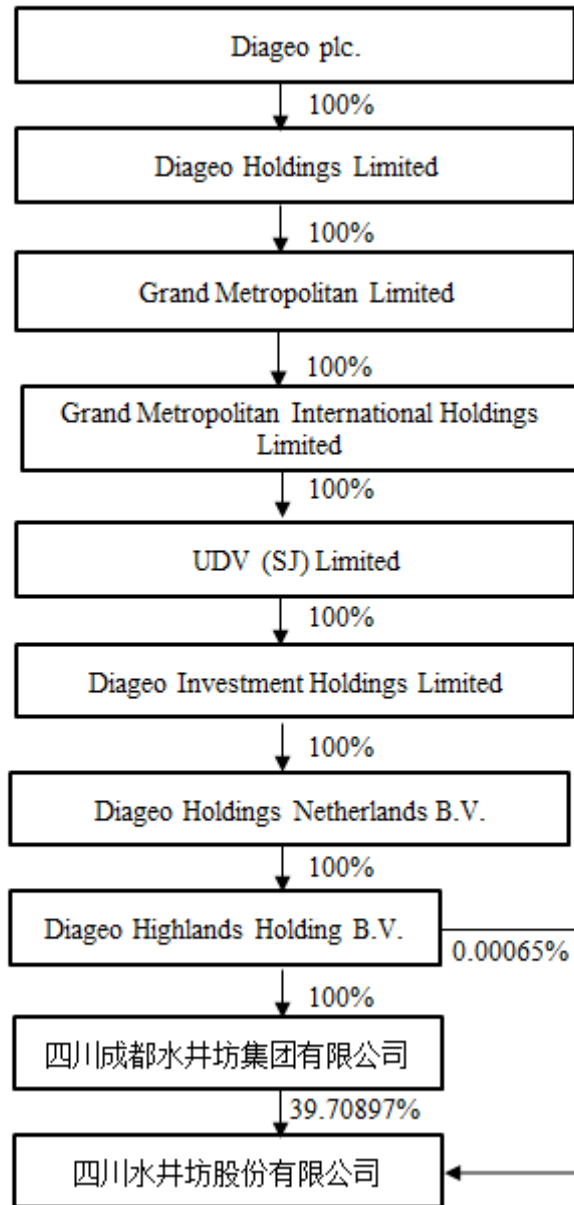 Diageo plc.
100%
Diageo Holdings Limited
100%
Grand Metropolitan Limited
100%
Grand Metropolitan International Holdings
Limited
100%
UDV (SJ) Limited
100%
Diageo Investment Holdings Limited
100%
Diageo Holdings Netherlands B.V.
100%
Diageo Highlands Holding B.V.
0.00065%
100%
四川成都水井坊集团有限公司
39.70897%
四川水井坊股份有限公司